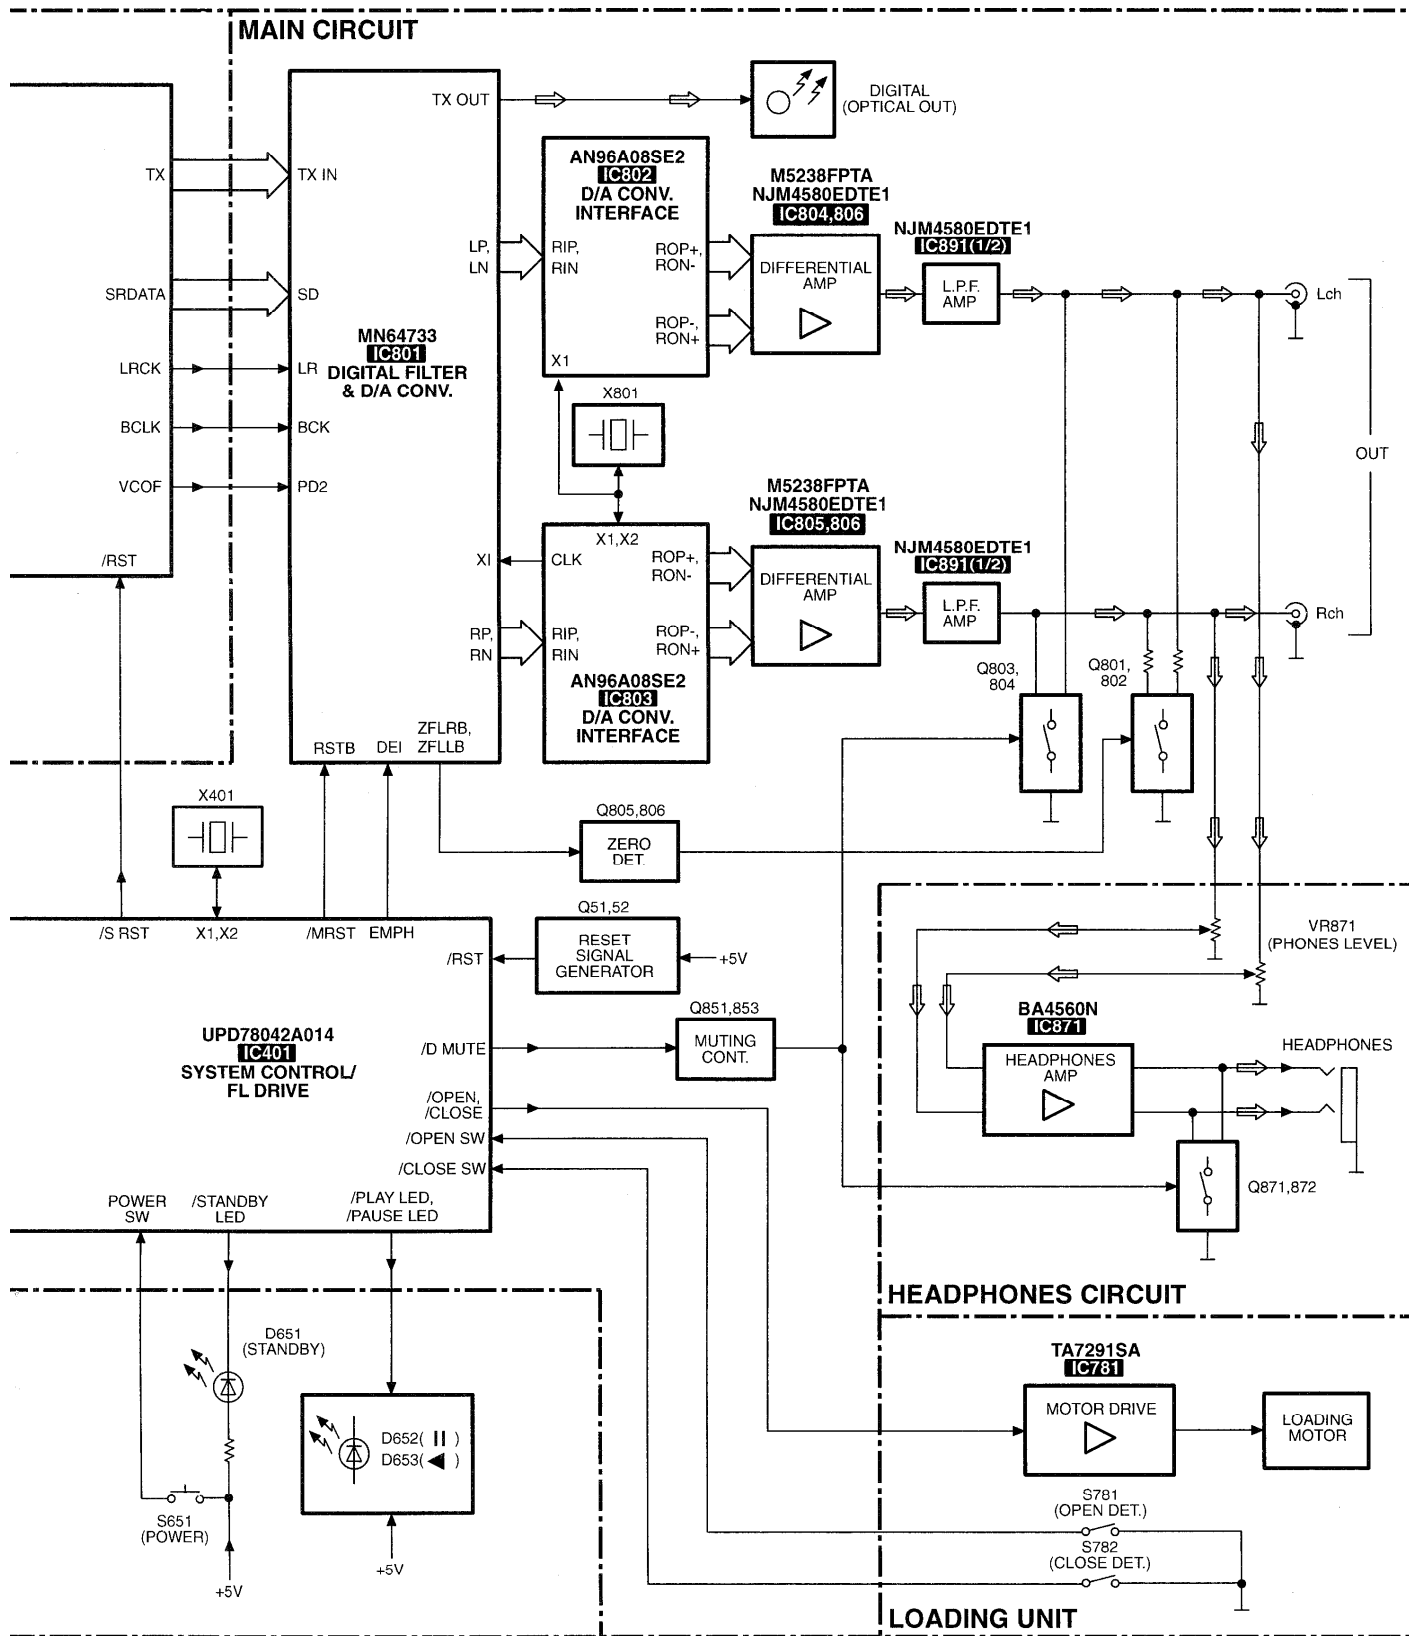 MAIN CIRCUIT
TX
SRDATA
LRCK
BCLK
VCOF
/RST
TX OUT
TX IN
SD
LR
BCK
PD2
MN64733
IC801
DIGITAL FILTER
& D/A CONV.
LP,
LN
XI
RP,
RN
RSTB
DEI
ZFLRB,
ZFLLB
DIGITAL
(OPTICAL OUT)
AN96A08SE2
IC802
D/A CONV.
INTERFACE
RIP,
RIN
ROP+,
RON-
ROP-,
RON+
X1
M5238FPTA
NJM4580EDTE1
IC804,806
DIFFERENTIAL
AMP
NJM4580EDTE1
IC891(1/2)
L.P.F.
AMP
Lch
OUT
X801
X1,X2
CLK
ROP+,
RON-
RIP,
RIN
ROP-,
RON+
AN96A08SE2
IC803
D/A CONV.
INTERFACE
M5238FPTA
NJM4580EDTE1
IC805,806
DIFFERENTIAL
AMP
NJM4580EDTE1
IC891(1/2)
L.P.F.
AMP
Rch
Q803,
804
Q801,
802
X401
Q805,806
ZERO
DET.
/S RST
X1,X2
/MRST
EMPH
/RST
Q51,52
RESET
SIGNAL
GENERATOR
+5V
VR871
(PHONES LEVEL)
UPD78042A014
IC401
SYSTEM CONTROL/
FL DRIVE
/D MUTE
Q851,853
MUTING
CONT.
/OPEN,
/CLOSE
/OPEN SW
/CLOSE SW
POWER
SW
/STANDBY
LED
/PLAY LED,
/PAUSE LED
BA4560N
IC871
HEADPHONES
AMP
HEADPHONES
Q871,872
HEADPHONES CIRCUIT
D651
(STANDBY)
D652( )
D653( )
S651
(POWER)
+5V
+5V
TA7291SA
IC781
MOTOR DRIVE
LOADING
MOTOR
S781
(OPEN DET.)
S782
(CLOSE DET.)
LOADING UNIT